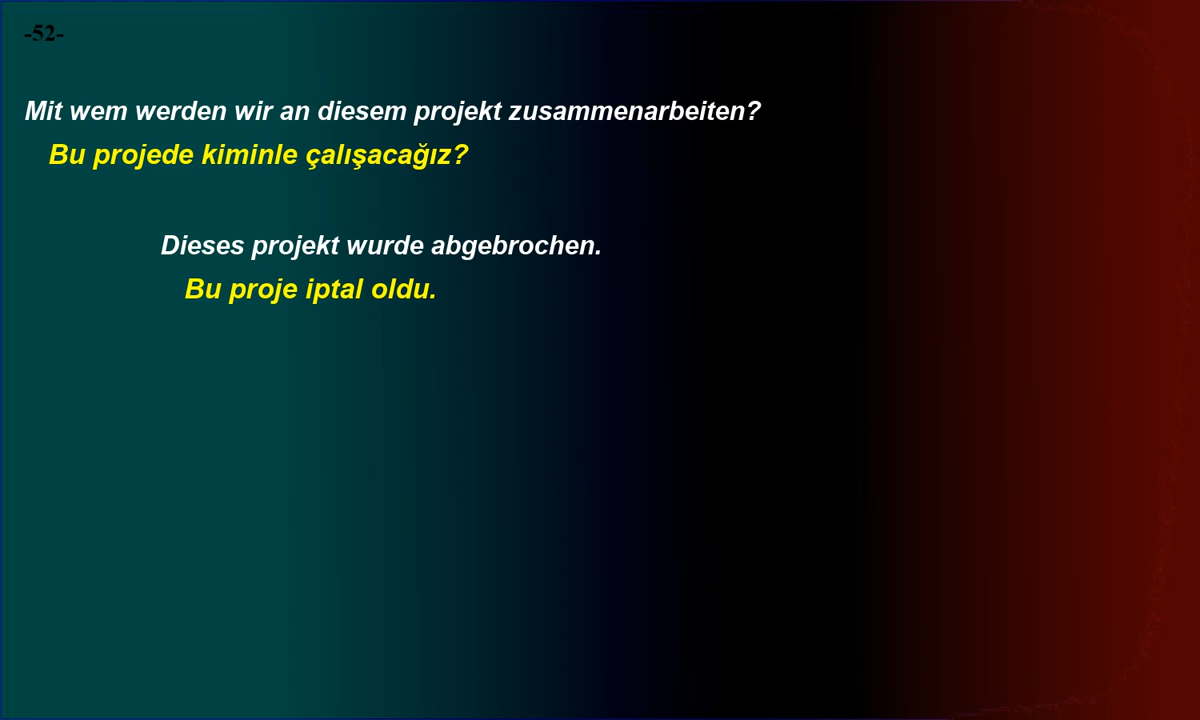 -52-
Mit wem werden wir an diesem projekt zusammenarbeiten?
Bu projede kiminle çalışacağız?
Dieses projekt wurde abgebrochen.
Bu proje iptal oldu.